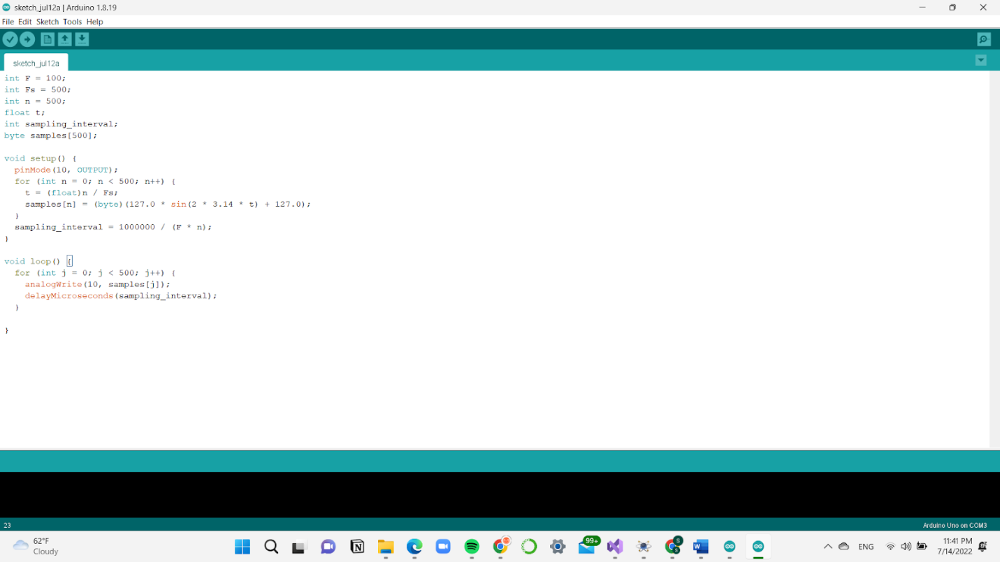 sketch_jul12a | Arduino 1.8.19
File Edit Sketch Tools Help
sketch_jul12a
int F = 100;
int Fs = 500;
int n = 500;
float t;
int sampling_interval;
byte samples[500];
void setup() {
pinMode(10, OUTPUT);
for (int n = 0; n < 500; n++) {
t = (float)n / Fs;
samples[n] = (byte)(127.0 * sin(2 * 3.14 * t) + 127.0);
}
sampling_interval = 1000000 / (F * n);
}
void loop() {
for (int j = 0; j < 500; j++) {
analogWrite(10, samples[j]);
delayMicroseconds(sampling_interval);
}
}
23
Arduino Uno on COM3
62°F
Cloudy
N
99+
S
S
W
ENG
11:41 PM
7/14/2022